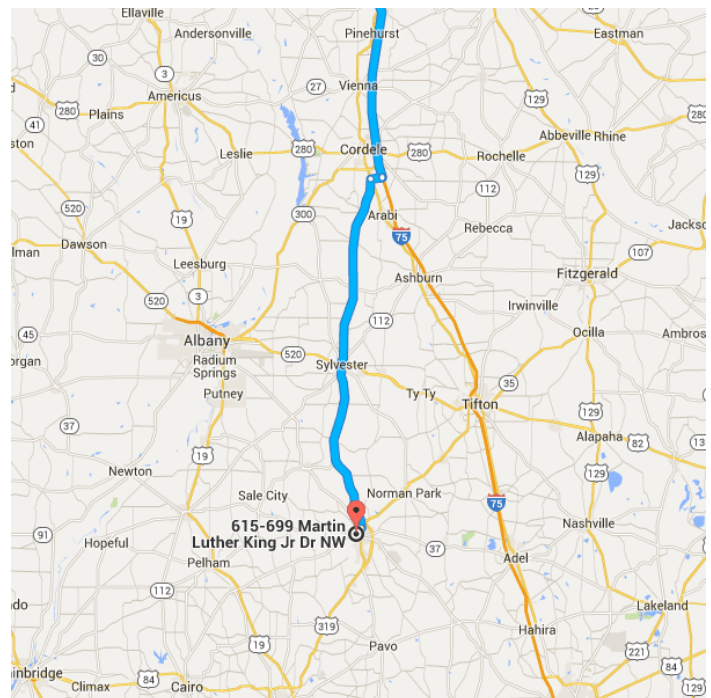 Ellaville
Andersonville
Pinehurst
Eastman
30
3
27
Vienna
129
280
Plains
Americus
280
41
Abbeville
Rhine
280
Leslie
280
Cordele
280
Rochelle
112
520
19
300
Arabi
Rebecca
Jackso
Dawson
75
107
lman
Leesburg
Ashburn
Fitzgerald
520
3
Irwinville
45
112
Ocilla
Ambros
Albany
organ
Radium
Springs
520
Sylvester
Putney
Ty Ty
35
129
Tifton
37
Alapaha
82
13
19
Newton
Sale City
Norman Park
75
129
615-699 Martin
Luther King Jr Dr NW
Nashville
91
Hopeful
37
Pelham
Adel
112
129
ado
Lakeland
319
Hahira
19
Pavo
221
ainbridge
84
84
Climax
Cairo